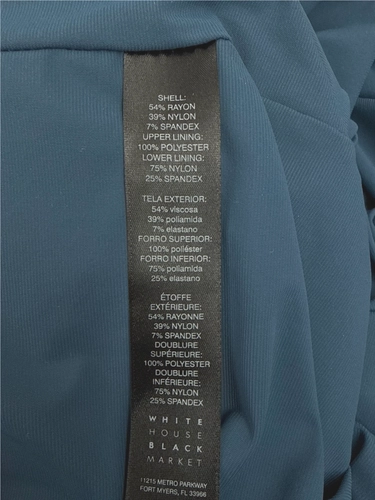 SHELL:
54% RAYON
39% NYLON
7% SPANDEX
UPPER LINING:
100% POLYESTER
LOWER LINING:
75% NYLON
25% SPANDEX
TELA EXTERIOR:
54% viscosa
39% poliamida
7% elastano
FORRO SUPERIOR:
100% poliéster
FORRO INFERIOR:
75% poliamida
25% elastano
ÉTOFFE
EXTÉRIEURE:
54% RAYONNE
39% NYLON
7% SPANDEX
DOUBLURE
SUPÉRIEURE:
100% POLYESTER
DOUBLURE
INFÉRIEURE:
75% NYLON
25% SPANDEX
WHITE
HOUSE
BLACK
MARKET
11215 METRO PARKWAY
FORT MYERS, FL 33966